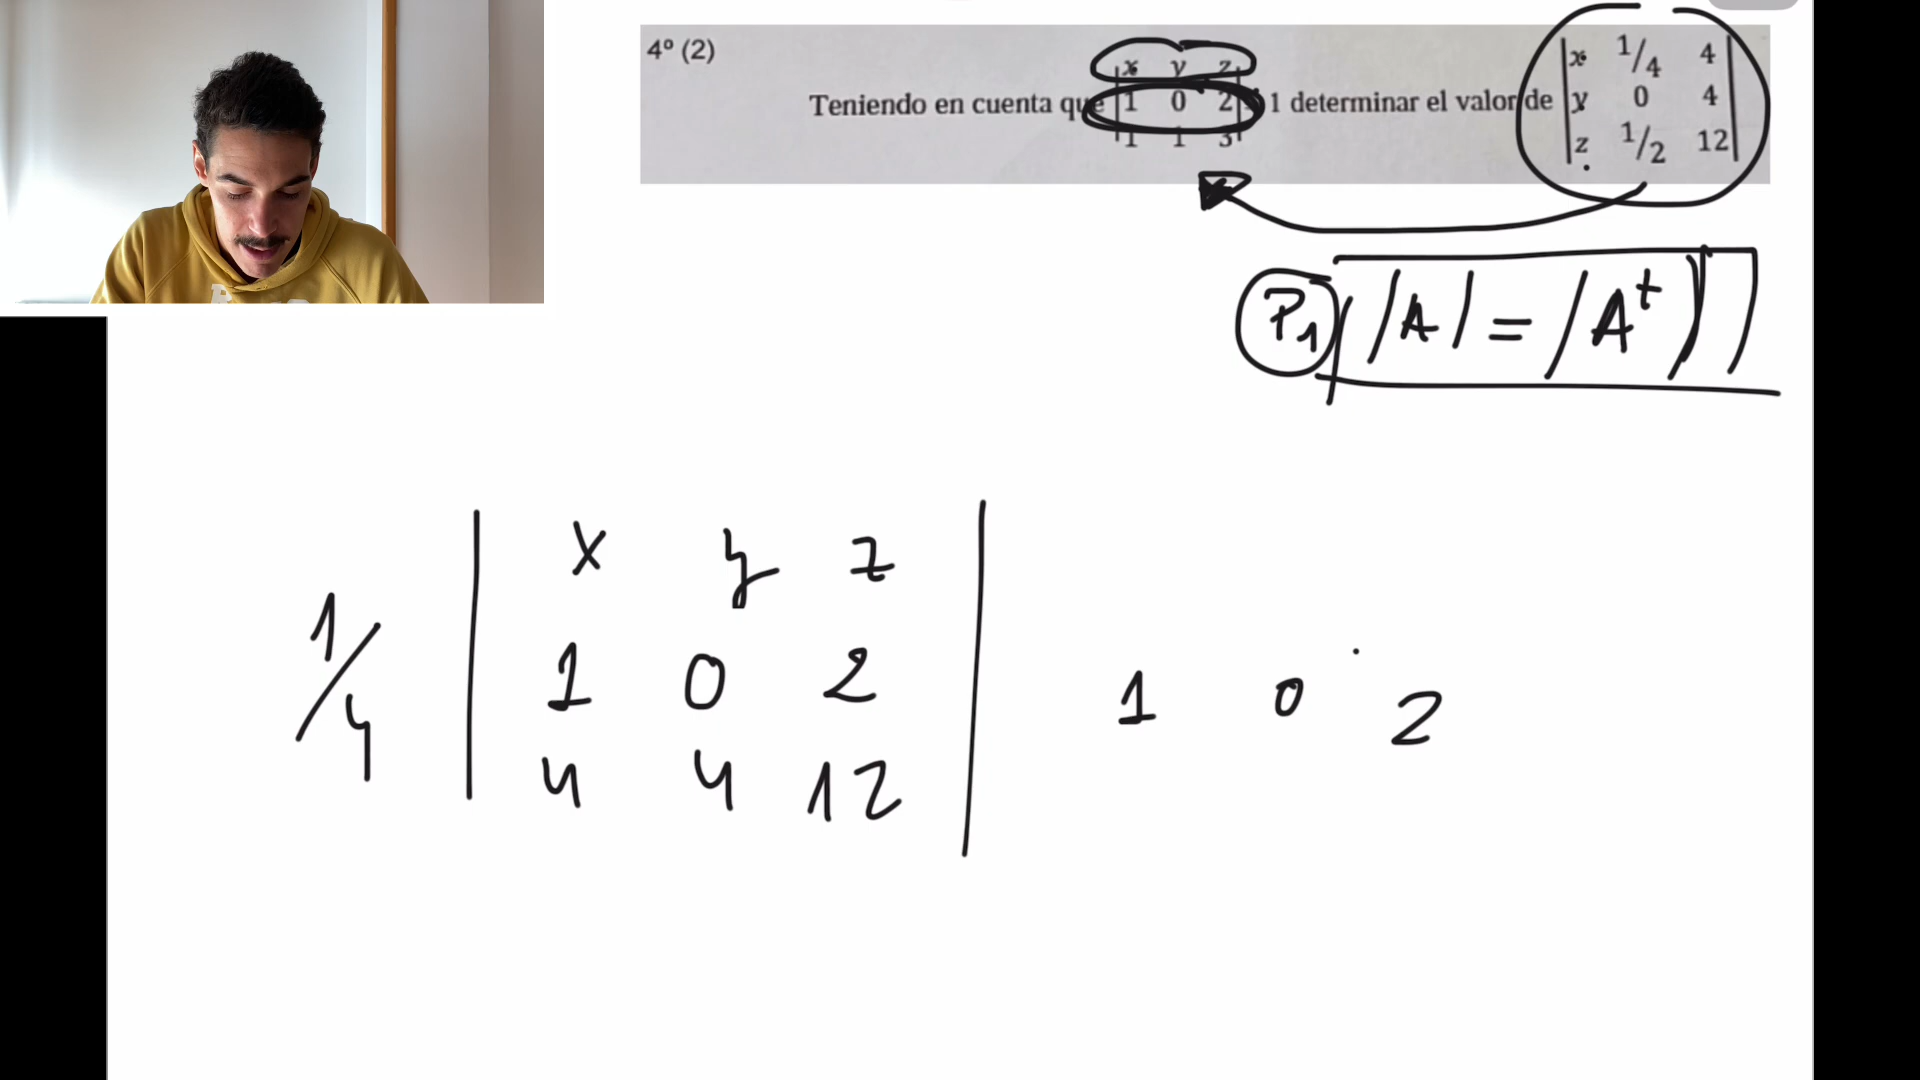 4º (2)
|x y z|
Teniendo en cuenta que |1 0 2| 1 determinar el valor de
|1 1 3|
|x 1/4 4|
|y 0 4|
|z 1/2 12|
P1 |A| = |A^t|
x y z
1/4 | 1 0 2 | 1 0 2
4 4 12